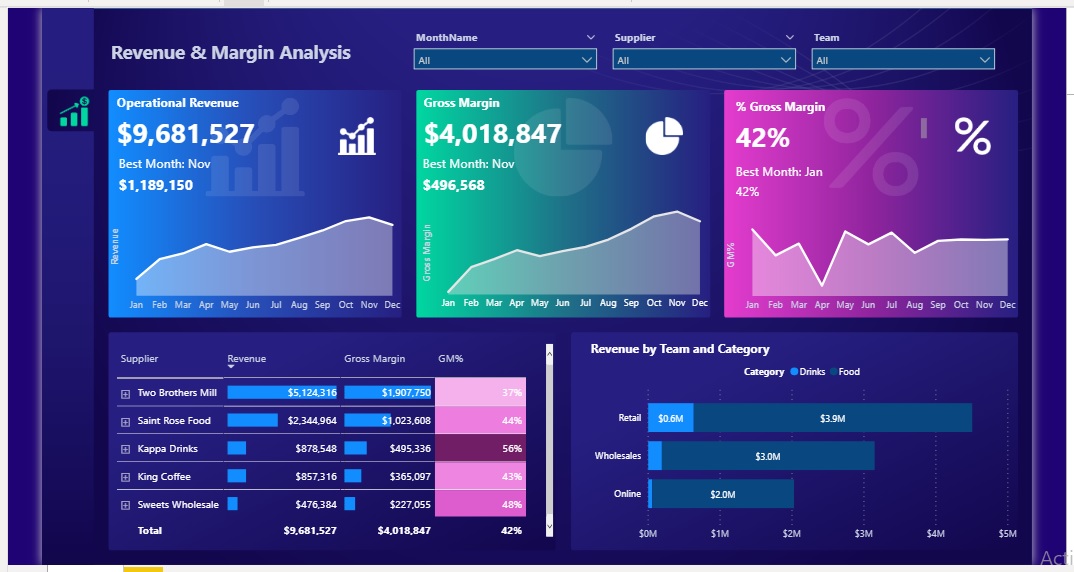 Revenue & Margin Analysis
MonthName
Supplier
Team
All
All
All
Operational Revenue
$9,681,527
Best Month: Nov
$1,189,150
Revenue
Jan Feb Mar Apr May Jun Jul Aug Sep Oct Nov Dec
Gross Margin
$4,018,847
Best Month: Nov
$496,568
Gross Margin
Jan Feb Mar Apr May Jun Jul Aug Sep Oct Nov Dec
% Gross Margin
42%
%
Best Month: Jan
42%
GM%
Jan Feb Mar Apr May Jun Jul Aug Sep Oct Nov Dec
Supplier Revenue Gross Margin GM%
Two Brothers Mill $5,124,316 $1,907,750 37%
Saint Rose Food $2,344,964 $1,023,608 44%
Kappa Drinks $878,548 $495,336 56%
King Coffee $857,316 $365,097 43%
Sweets Wholesale $476,384 $227,055 48%
Total $9,681,527 $4,018,847 42%
Revenue by Team and Category
Category Drinks Food
Retail $0.6M $3.9M
Wholesales $3.0M
Online $2.0M
$0M $1M $2M $3M $4M $5M
Acti